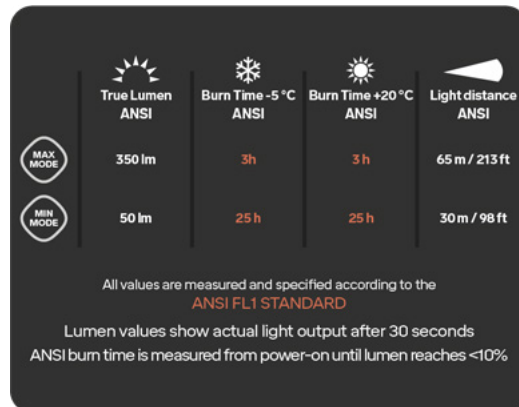 True Lumen Burn Time -5 °C Burn Time +20 °C Light distance
ANSI ANSI ANSI ANSI
MAX
MODE
350 lm 3h 3 h 65 m / 213 ft
MIN
MODE
50 lm 25 h 25 h 30 m / 98 ft
All values are measured and specified according to the
ANSI FL1 STANDARD
Lumen values show actual light output after 30 seconds
ANSI burn time is measured from power-on until lumen reaches <10%